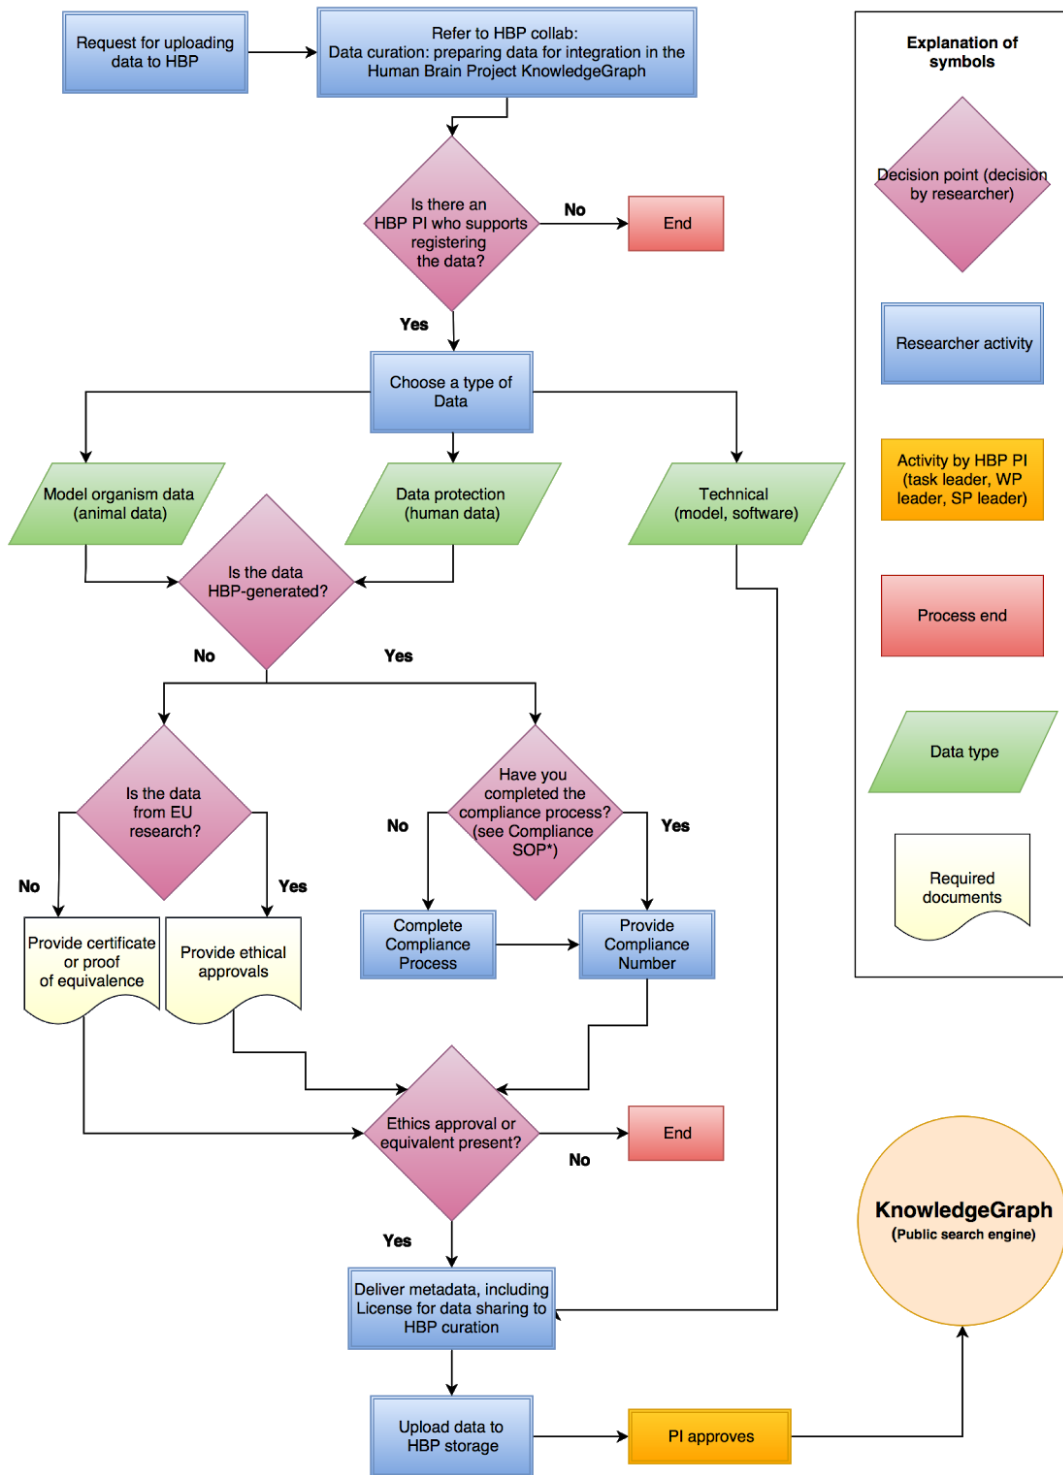 Request for uploading
data to HBP
Refer to HBP collab:
Data curation: preparing data for integration in the
Human Brain Project KnowledgeGraph
Is there an
HBP PI who supports
registering
the data?
No
End
Yes
Choose a type of
Data
Model organism data
(animal data)
Data protection
(human data)
Technical
(model, software)
Is the data
HBP-generated?
No
Yes
Is the data
from EU
research?
Have you
completed the
compliance process?
(see Compliance
SOP*)
No
Yes
No
Yes
Provide certificate
or proof
of equivalence
Provide ethical
approvals
Complete
Compliance
Process
Provide
Compliance
Number
Ethics approval or
equivalent present?
End
No
Yes
Deliver metadata, including
License for data sharing to
HBP curation
Upload data to
HBP storage
PI approves
KnowledgeGraph
(Public search engine)
Explanation of
symbols
Decision point (decision
by researcher)
Researcher activity
Activity by HBP PI
(task leader, WP
leader, SP leader)
Process end
Data type
Required
documents